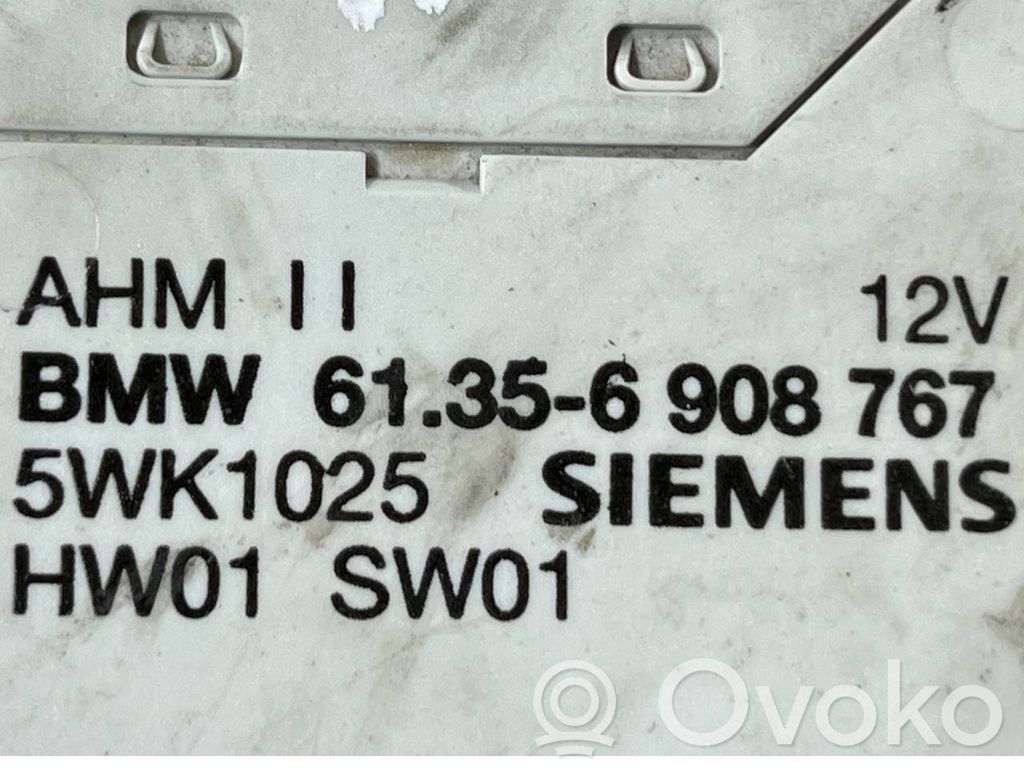 AHM II 12V
BMW 61.35-6 908 767
5WK1025 SIEMENS
HW01 SW01
Ovoko